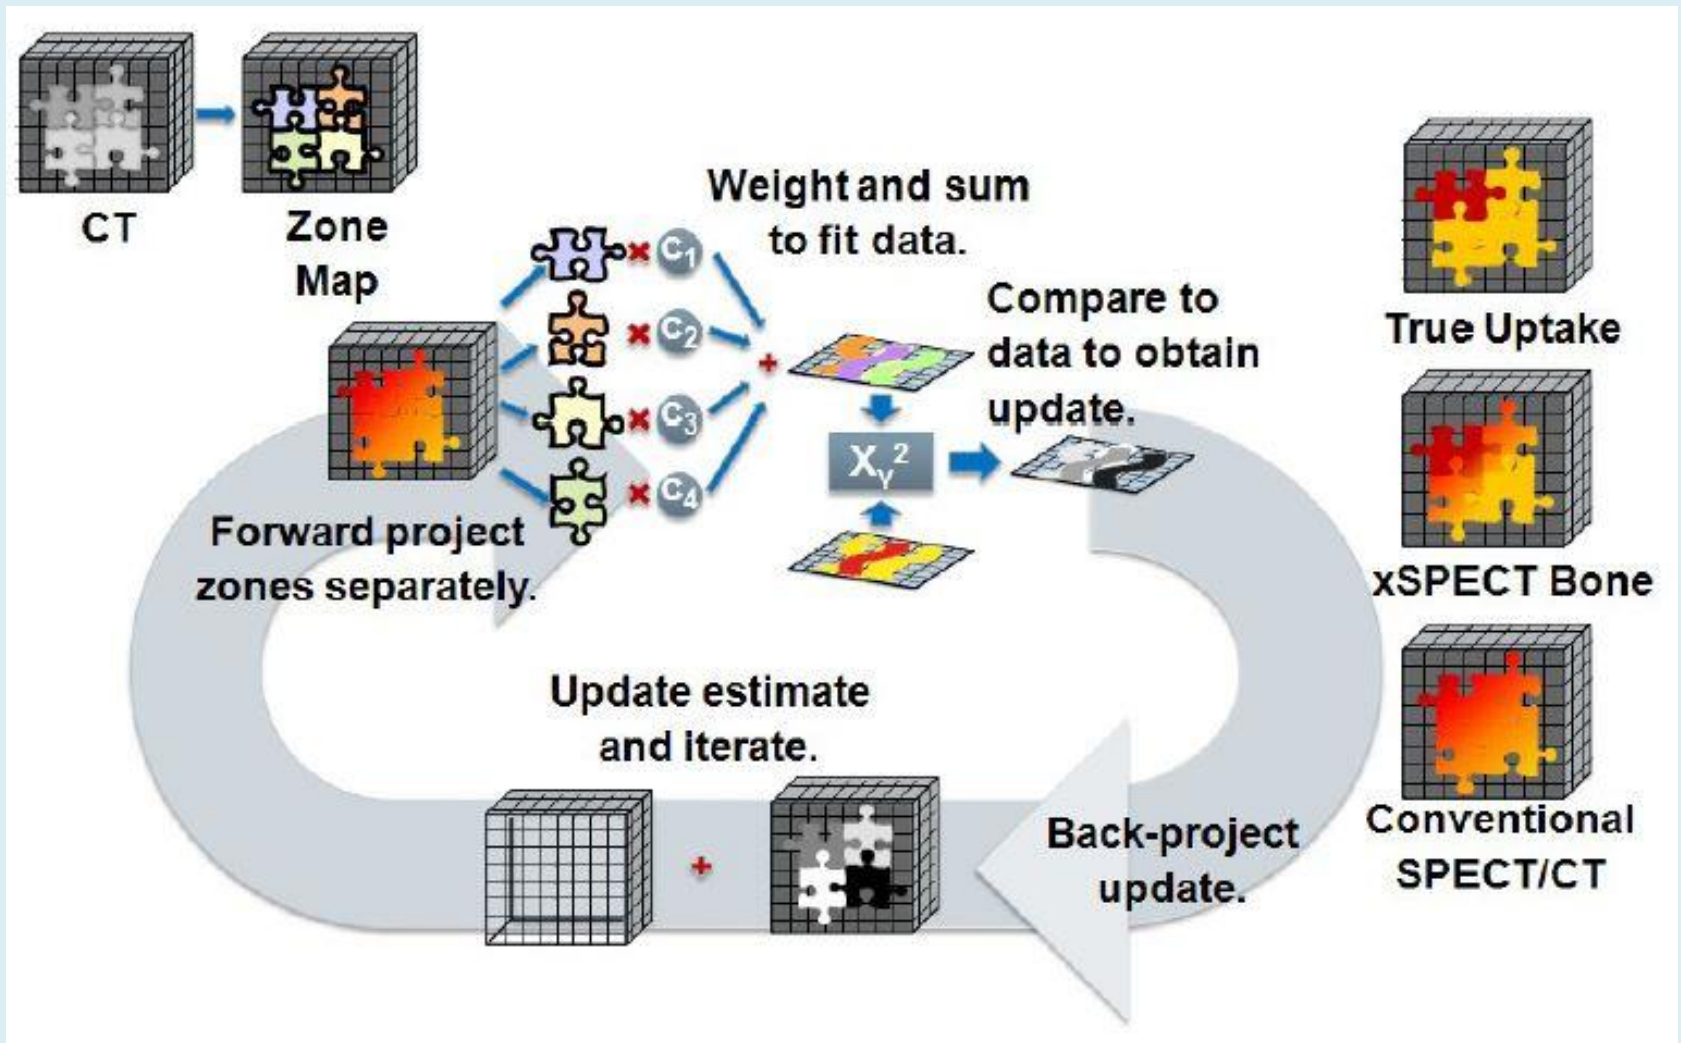 CT
Zone
Map
Weight and sum
to fit data.
C1
C2
C3
C4
Compare to
data to obtain
update.
Xγ²
Forward project
zones separately.
Update estimate
and iterate.
Back-project
update.
True Uptake
xSPECT Bone
Conventional
SPECT/CT